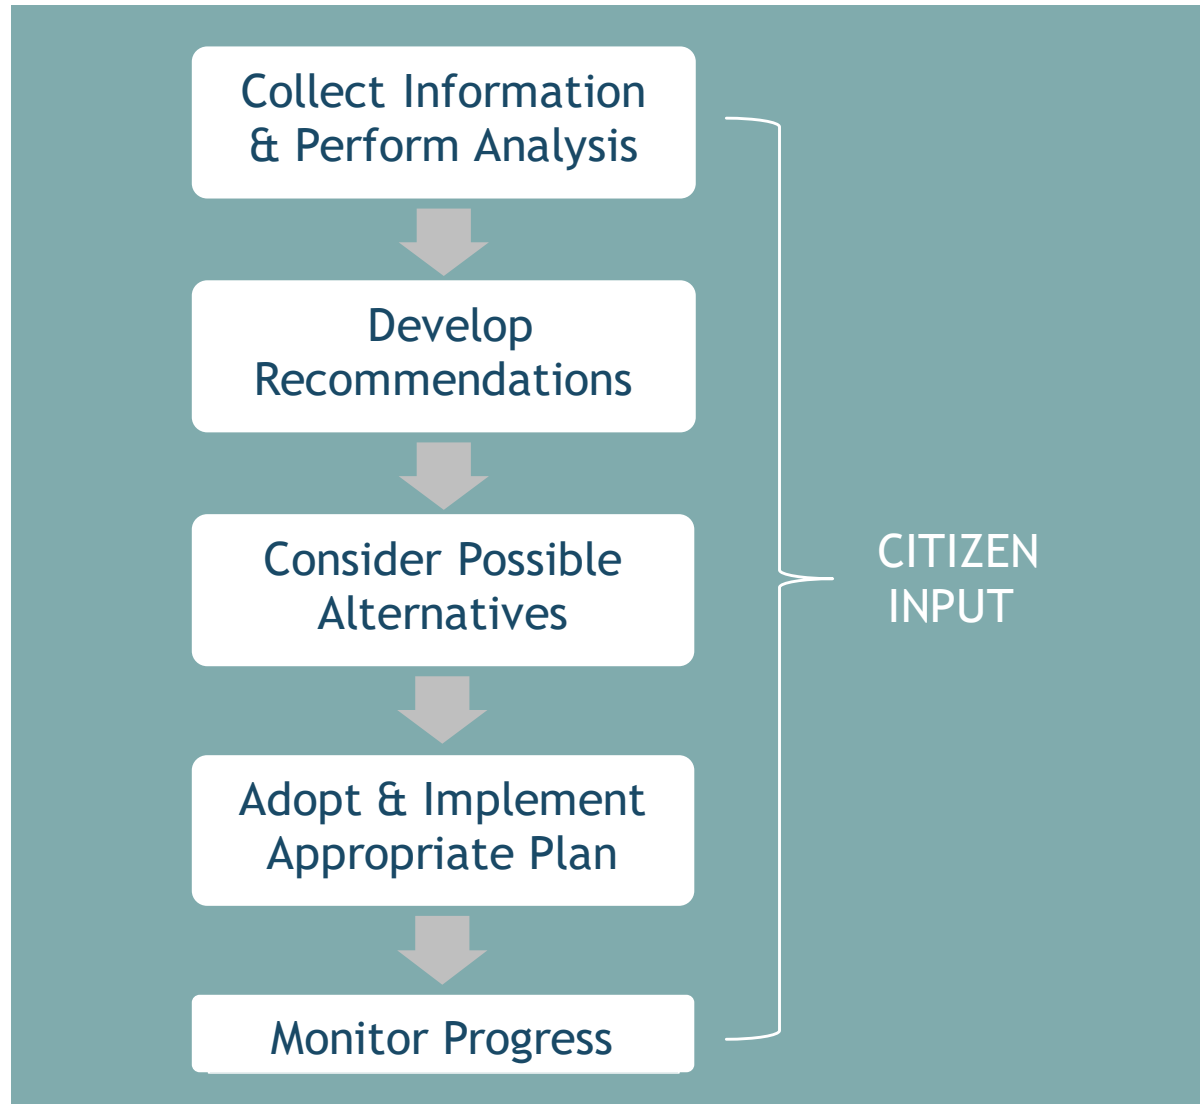 Collect Information
& Perform Analysis
Develop
Recommendations
Consider Possible
Alternatives
Adopt & Implement
Appropriate Plan
Monitor Progress
CITIZEN
INPUT